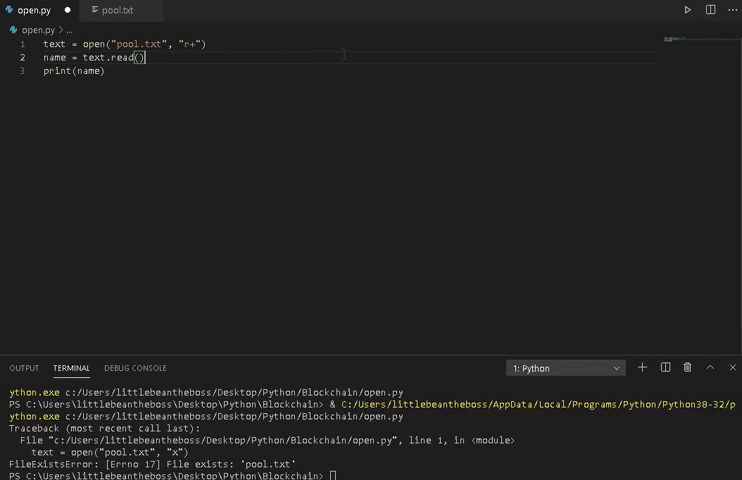 open.py ● pool.txt
open.py > ...
1 text = open("pool.txt", "r+")
2 name = text.read()
3 print(name)
OUTPUT TERMINAL DEBUG CONSOLE 1: Python
ython.exe c:/Users/littlebeantheboss/Desktop/Python/Blockchain/open.py
PS C:\Users\littlebeantheboss\Desktop\Python\Blockchain> & C:/Users/littlebeantheboss/AppData/Local/Programs/Python/Python38-32/p
ython.exe c:/Users/littlebeantheboss/Desktop/Python/Blockchain/open.py
Traceback (most recent call last):
File "c:/Users/littlebeantheboss/Desktop/Python/Blockchain/open.py", line 1, in <module>
text = open("pool.txt", "x")
FileExistsError: [Errno 17] File exists: 'pool.txt'
PS C:\Users\littlebeantheboss\Desktop\Python\Blockchain>